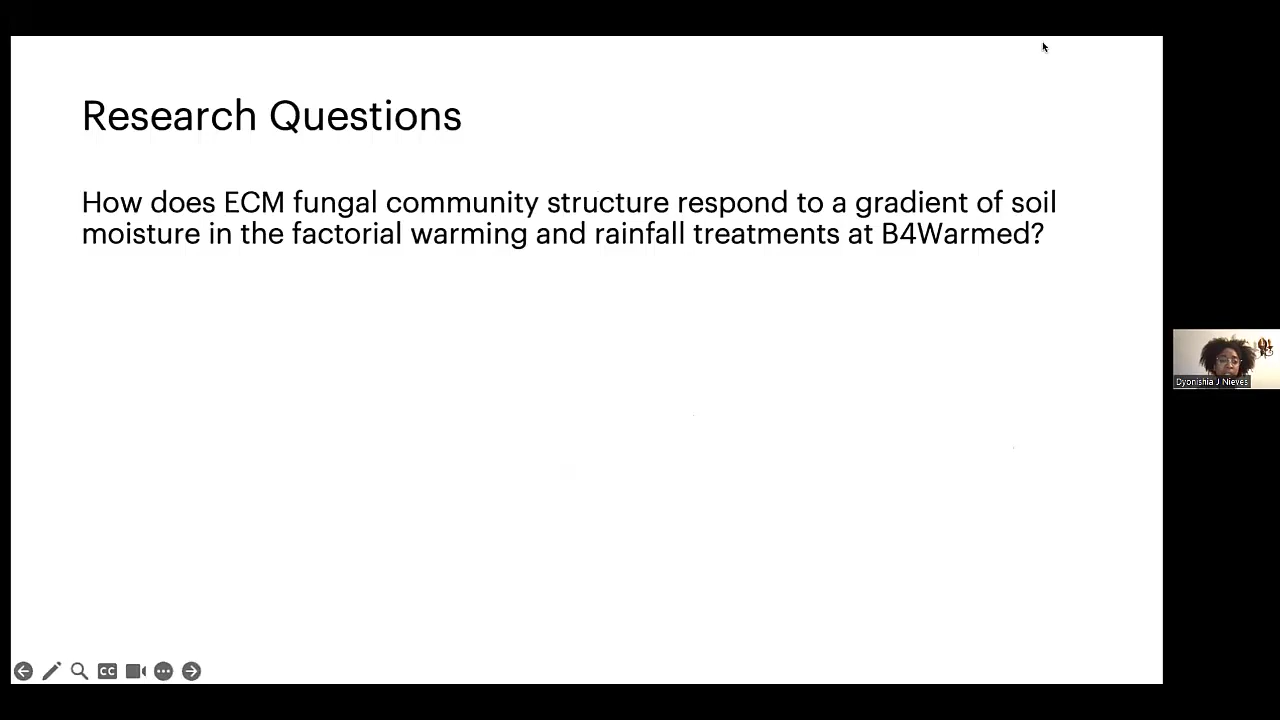 Research Questions
How does ECM fungal community structure respond to a gradient of soil
moisture in the factorial warming and rainfall treatments at B4Warmed?
Dyonishia J Nieves
CC